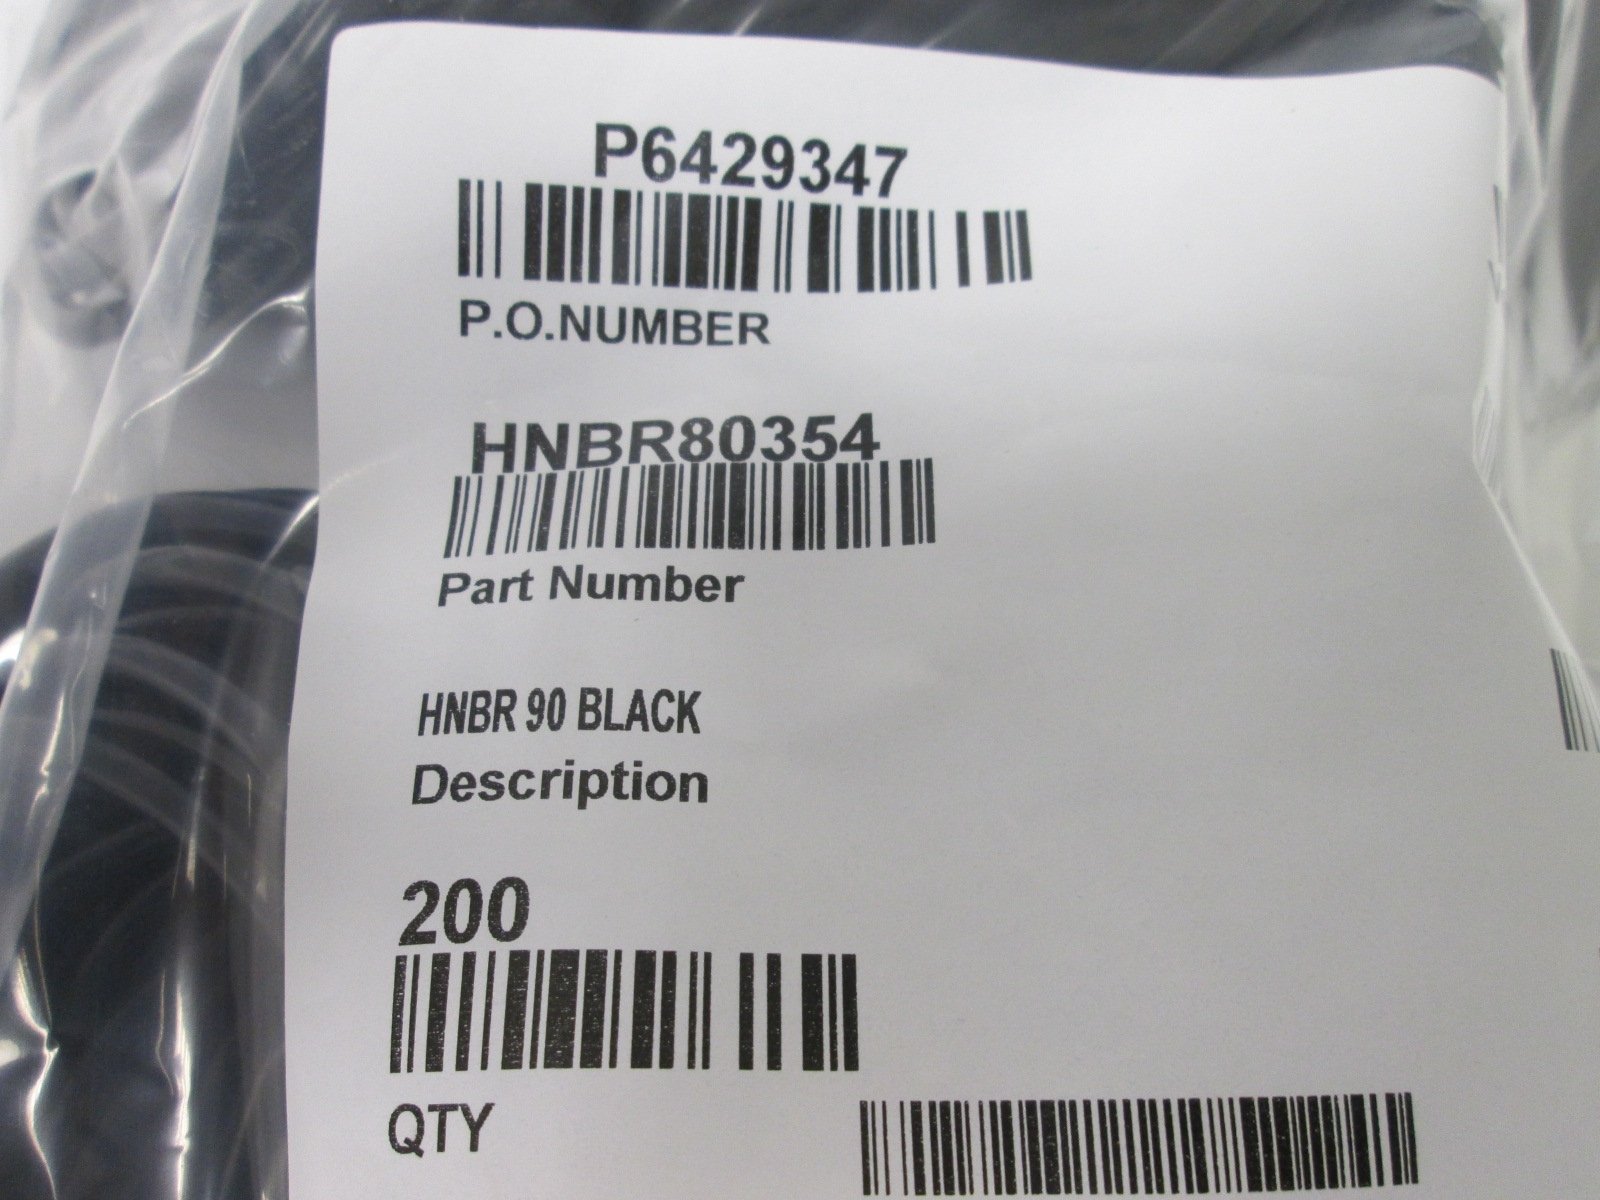 P6429347
P.O.NUMBER
HNBR80354
Part Number
HNBR 90 BLACK
Description
200
QTY